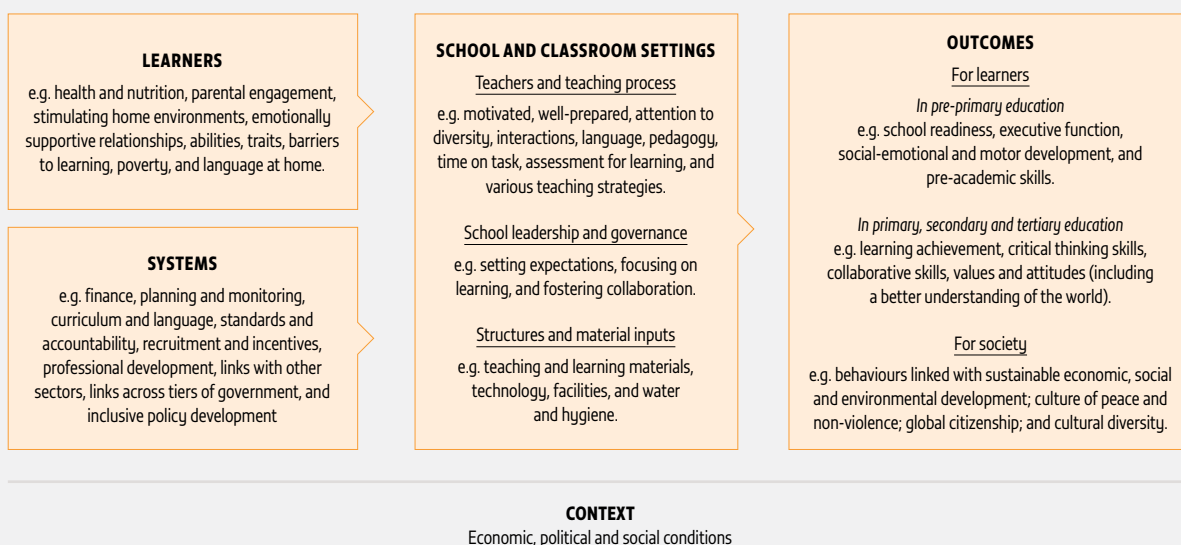 LEARNERS
e.g. health and nutrition, parental engagement,
stimulating home environments, emotionally
supportive relationships, abilities, traits, barriers
to learning, poverty, and language at home.
SYSTEMS
e.g. finance, planning and monitoring,
curriculum and language, standards and
accountability, recruitment and incentives,
professional development, links with other
sectors, links across tiers of government, and
inclusive policy development
SCHOOL AND CLASSROOM SETTINGS
Teachers and teaching process
e.g. motivated, well-prepared, attention to
diversity, interactions, language, pedagogy,
time on task, assessment for learning, and
various teaching strategies.
School leadership and governance
e.g. setting expectations, focusing on
learning, and fostering collaboration.
Structures and material inputs
e.g. teaching and learning materials,
technology, facilities, and water
and hygiene.
OUTCOMES
For learners
In pre-primary education
e.g. school readiness, executive function,
social-emotional and motor development, and
pre-academic skills.
In primary, secondary and tertiary education
e.g. learning achievement, critical thinking skills,
collaborative skills, values and attitudes (including
a better understanding of the world).
For society
e.g. behaviours linked with sustainable economic, social
and environmental development; culture of peace and
non-violence; global citizenship; and cultural diversity.
CONTEXT
Economic, political and social conditions